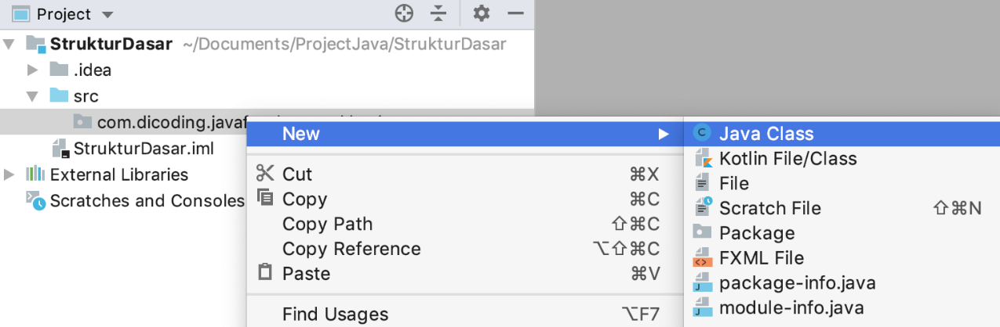 Project
StrukturDasar ~/Documents/ProjectJava/StrukturDasar
.idea
src
com.dicoding.javaf
StrukturDasar.iml
External Libraries
Scratches and Consoles
New
Cut ⌘X
Copy ⌘C
Copy Path ⇧⌘C
Copy Reference ⌥⇧⌘C
Paste ⌘V
Find Usages ⌥F7
Java Class
Kotlin File/Class
File
Scratch File ⇧⌘N
Package
FXML File
package-info.java
module-info.java